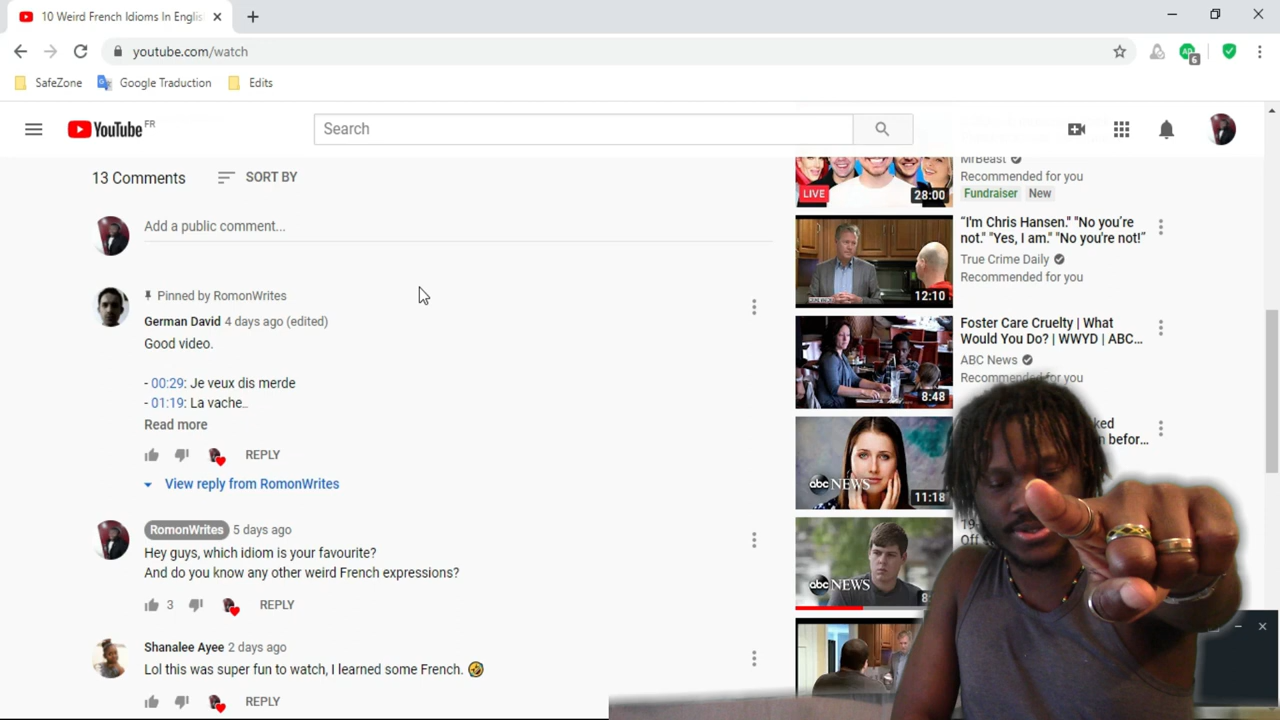 10 Weird French Idioms In Englis
youtube.com/watch
6
SafeZone
Google Traduction
Edits
YouTube FR
Search
13 Comments
SORT BY
Add a public comment...
Pinned by RomonWrites
German David 4 days ago (edited)
Good video.
- 00:29: Je veux dis merde
- 01:19: La vache...
Read more
REPLY
View reply from RomonWrites
RomonWrites 5 days ago
Hey guys, which idiom is your favourite?
And do you know any other weird French expressions?
3
REPLY
Shanalee Ayee 2 days ago
Lol this was super fun to watch, I learned some French.
REPLY
LIVE
28:00
MrBeast
Recommended for you
Fundraiser New
12:10
"I'm Chris Hansen." "No you're
not." "Yes, I am." "No you're not!"
True Crime Daily
Recommended for you
8:48
Foster Care Cruelty | What
Would You Do? | WWYD | ABC...
ABC News
Recommended for you
abc NEWS
11:18
befor...
abc NEWS
8
19-
Off